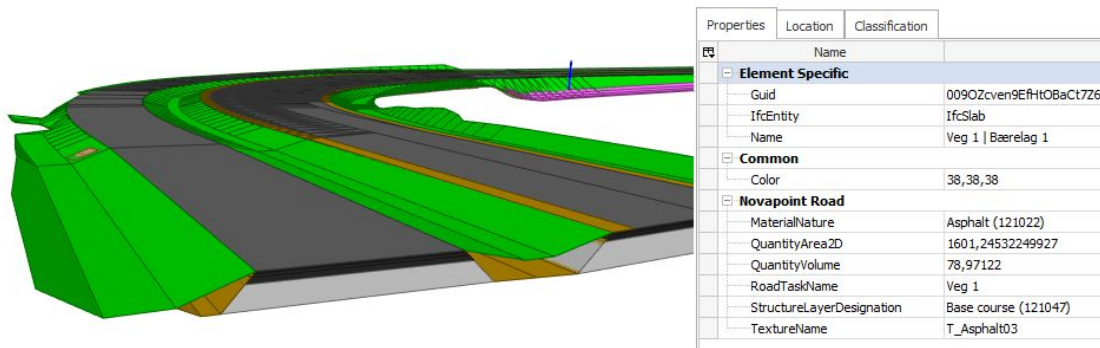 Properties Location Classification
Name
Element Specific
Guid 009OZcven9EfHtOBaCt7Z6
IfcEntity IfcSlab
Name Veg 1 | Bærelag 1
Common
Color 38,38,38
Novapoint Road
MaterialNature Asphalt (121022)
QuantityArea2D 1601,24532249927
QuantityVolume 78,97122
RoadTaskName Veg 1
StructureLayerDesignation Base course (121047)
TextureName T_Asphalt03